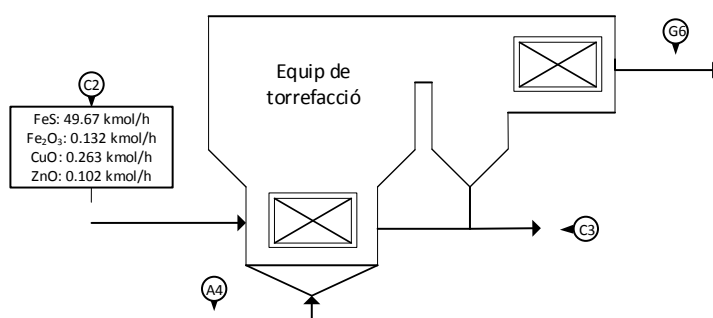 G6
Equip de
torrefacció
C2
FeS: 49.67 kmol/h
Fe₂O₃: 0.132 kmol/h
CuO: 0.263 kmol/h
ZnO: 0.102 kmol/h
C3
A4